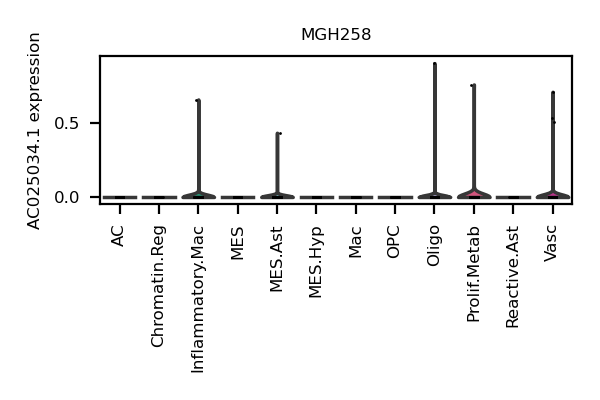 MGH258
AC025034.1 expression
0.5
0.0
AC
Chromatin.Reg
Inflammatory.Mac
MES
MES.Ast
MES.Hyp
Mac
OPC
Oligo
Prolif.Metab
Reactive.Ast
Vasc